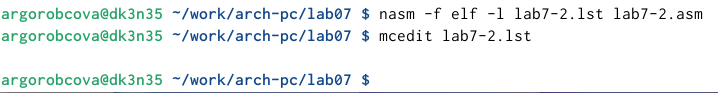 argorobcova@dk3n35 ~/work/arch-pc/lab07 $ nasm -f elf -l lab7-2.lst lab7-2.asm
argorobcova@dk3n35 ~/work/arch-pc/lab07 $ mcedit lab7-2.lst
argorobcova@dk3n35 ~/work/arch-pc/lab07 $